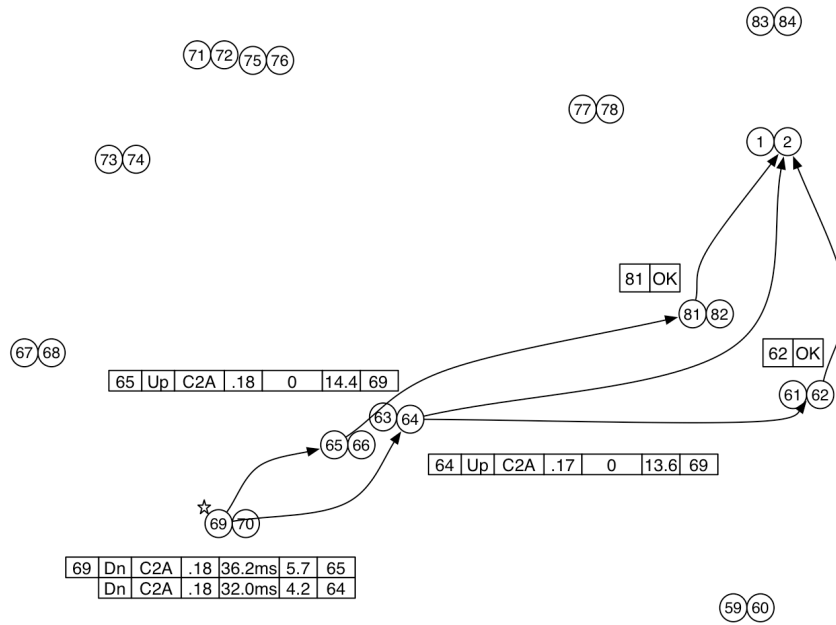 83 84
71 72 75 76
77 78
1 2
73 74
81 OK
81 82
67 68
62 OK
65 Up C2A .18 0 14.4 69
61 62
63 64
65 66
64 Up C2A .17 0 13.6 69
69 70
69 Dn C2A .18 36.2ms 5.7 65
Dn C2A .18 32.0ms 4.2 64
59 60